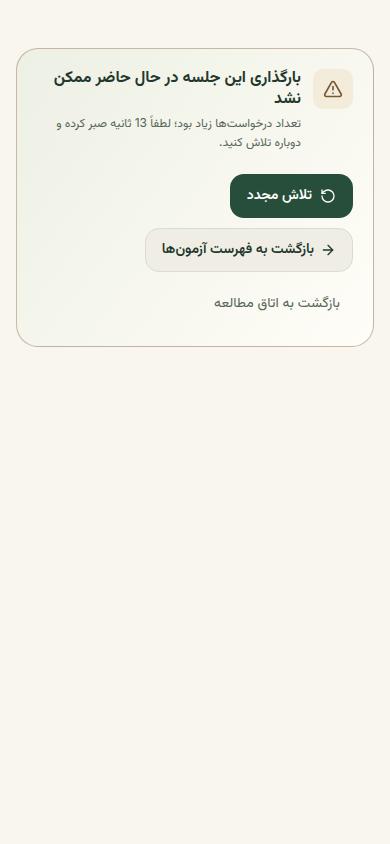 بارگذاری این جلسه در حال حاضر ممکن
نشد
تعداد درخواست‌ها زیاد بود؛ لطفاً 13 ثانیه صبر کرده و
دوباره تلاش کنید.
تلاش مجدد
بازگشت به فهرست آزمون‌ها
بازگشت به اتاق مطالعه